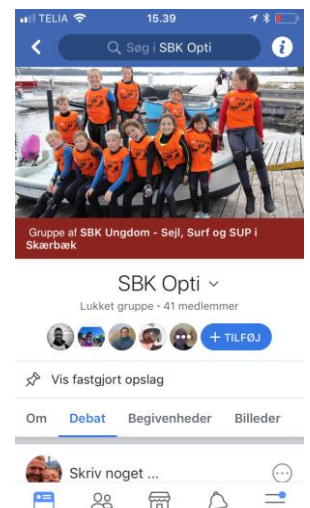 TELIA 15.39
Søg i SBK Opti
Gruppe af SBK Ungdom - Sejl, Surf og SUP i
Skærbæk
SBK Opti
Lukket gruppe · 41 medlemmer
+ TILFØJ
Vis fastgjort opslag
Om Debat Begivenheder Billeder
Skriv noget ...